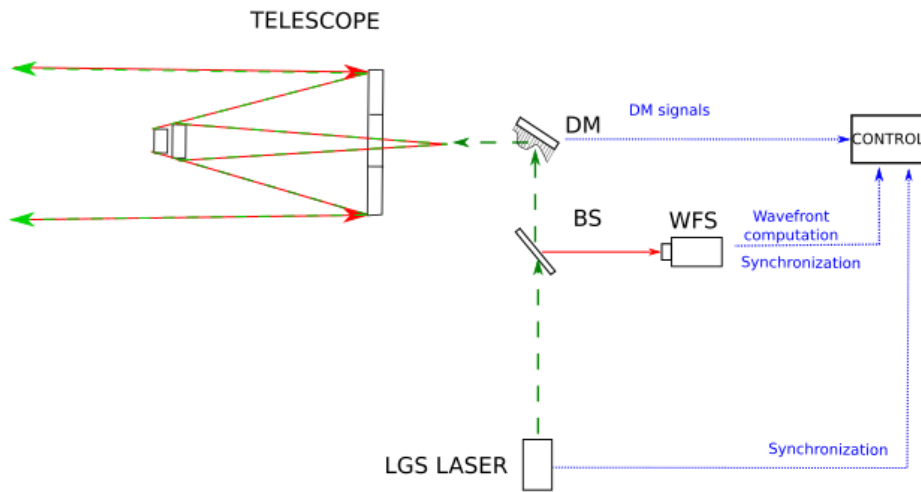 TELESCOPE
DM
DM signals
CONTROL
BS
WFS
Wavefront
computation
Synchronization
LGS LASER
Synchronization